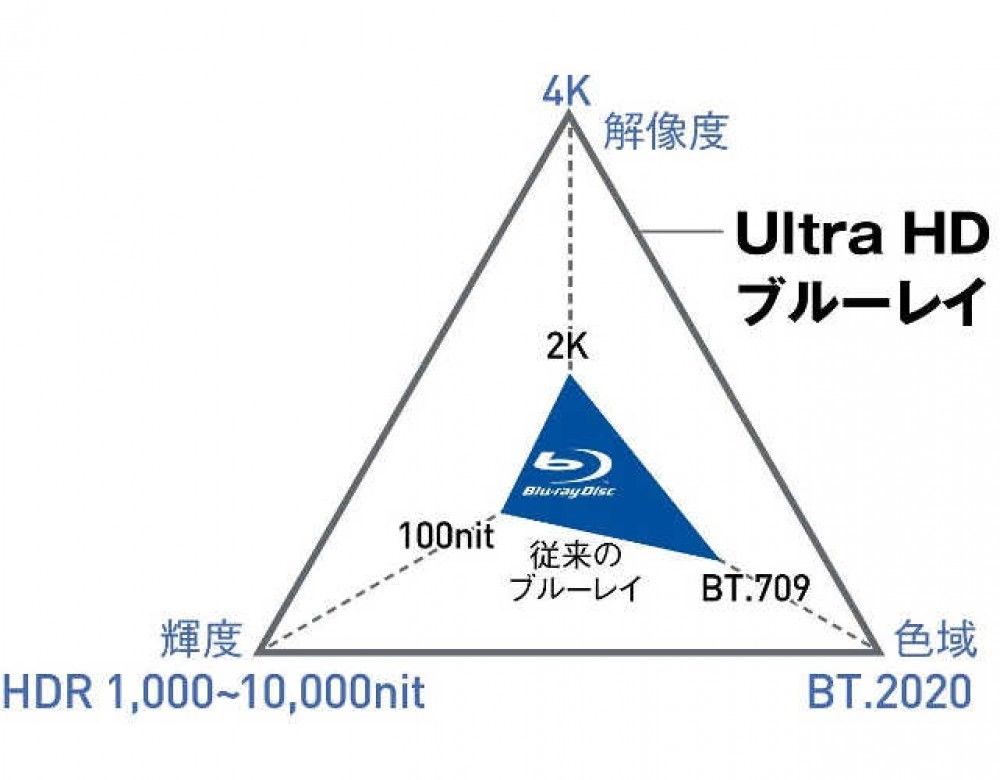 4K
解像度
Ultra HD
ブルーレイ
2K
Blu-ray Disc
100nit
従来の
ブルーレイ
BT.709
輝度
HDR 1,000~10,000nit
色域
BT.2020